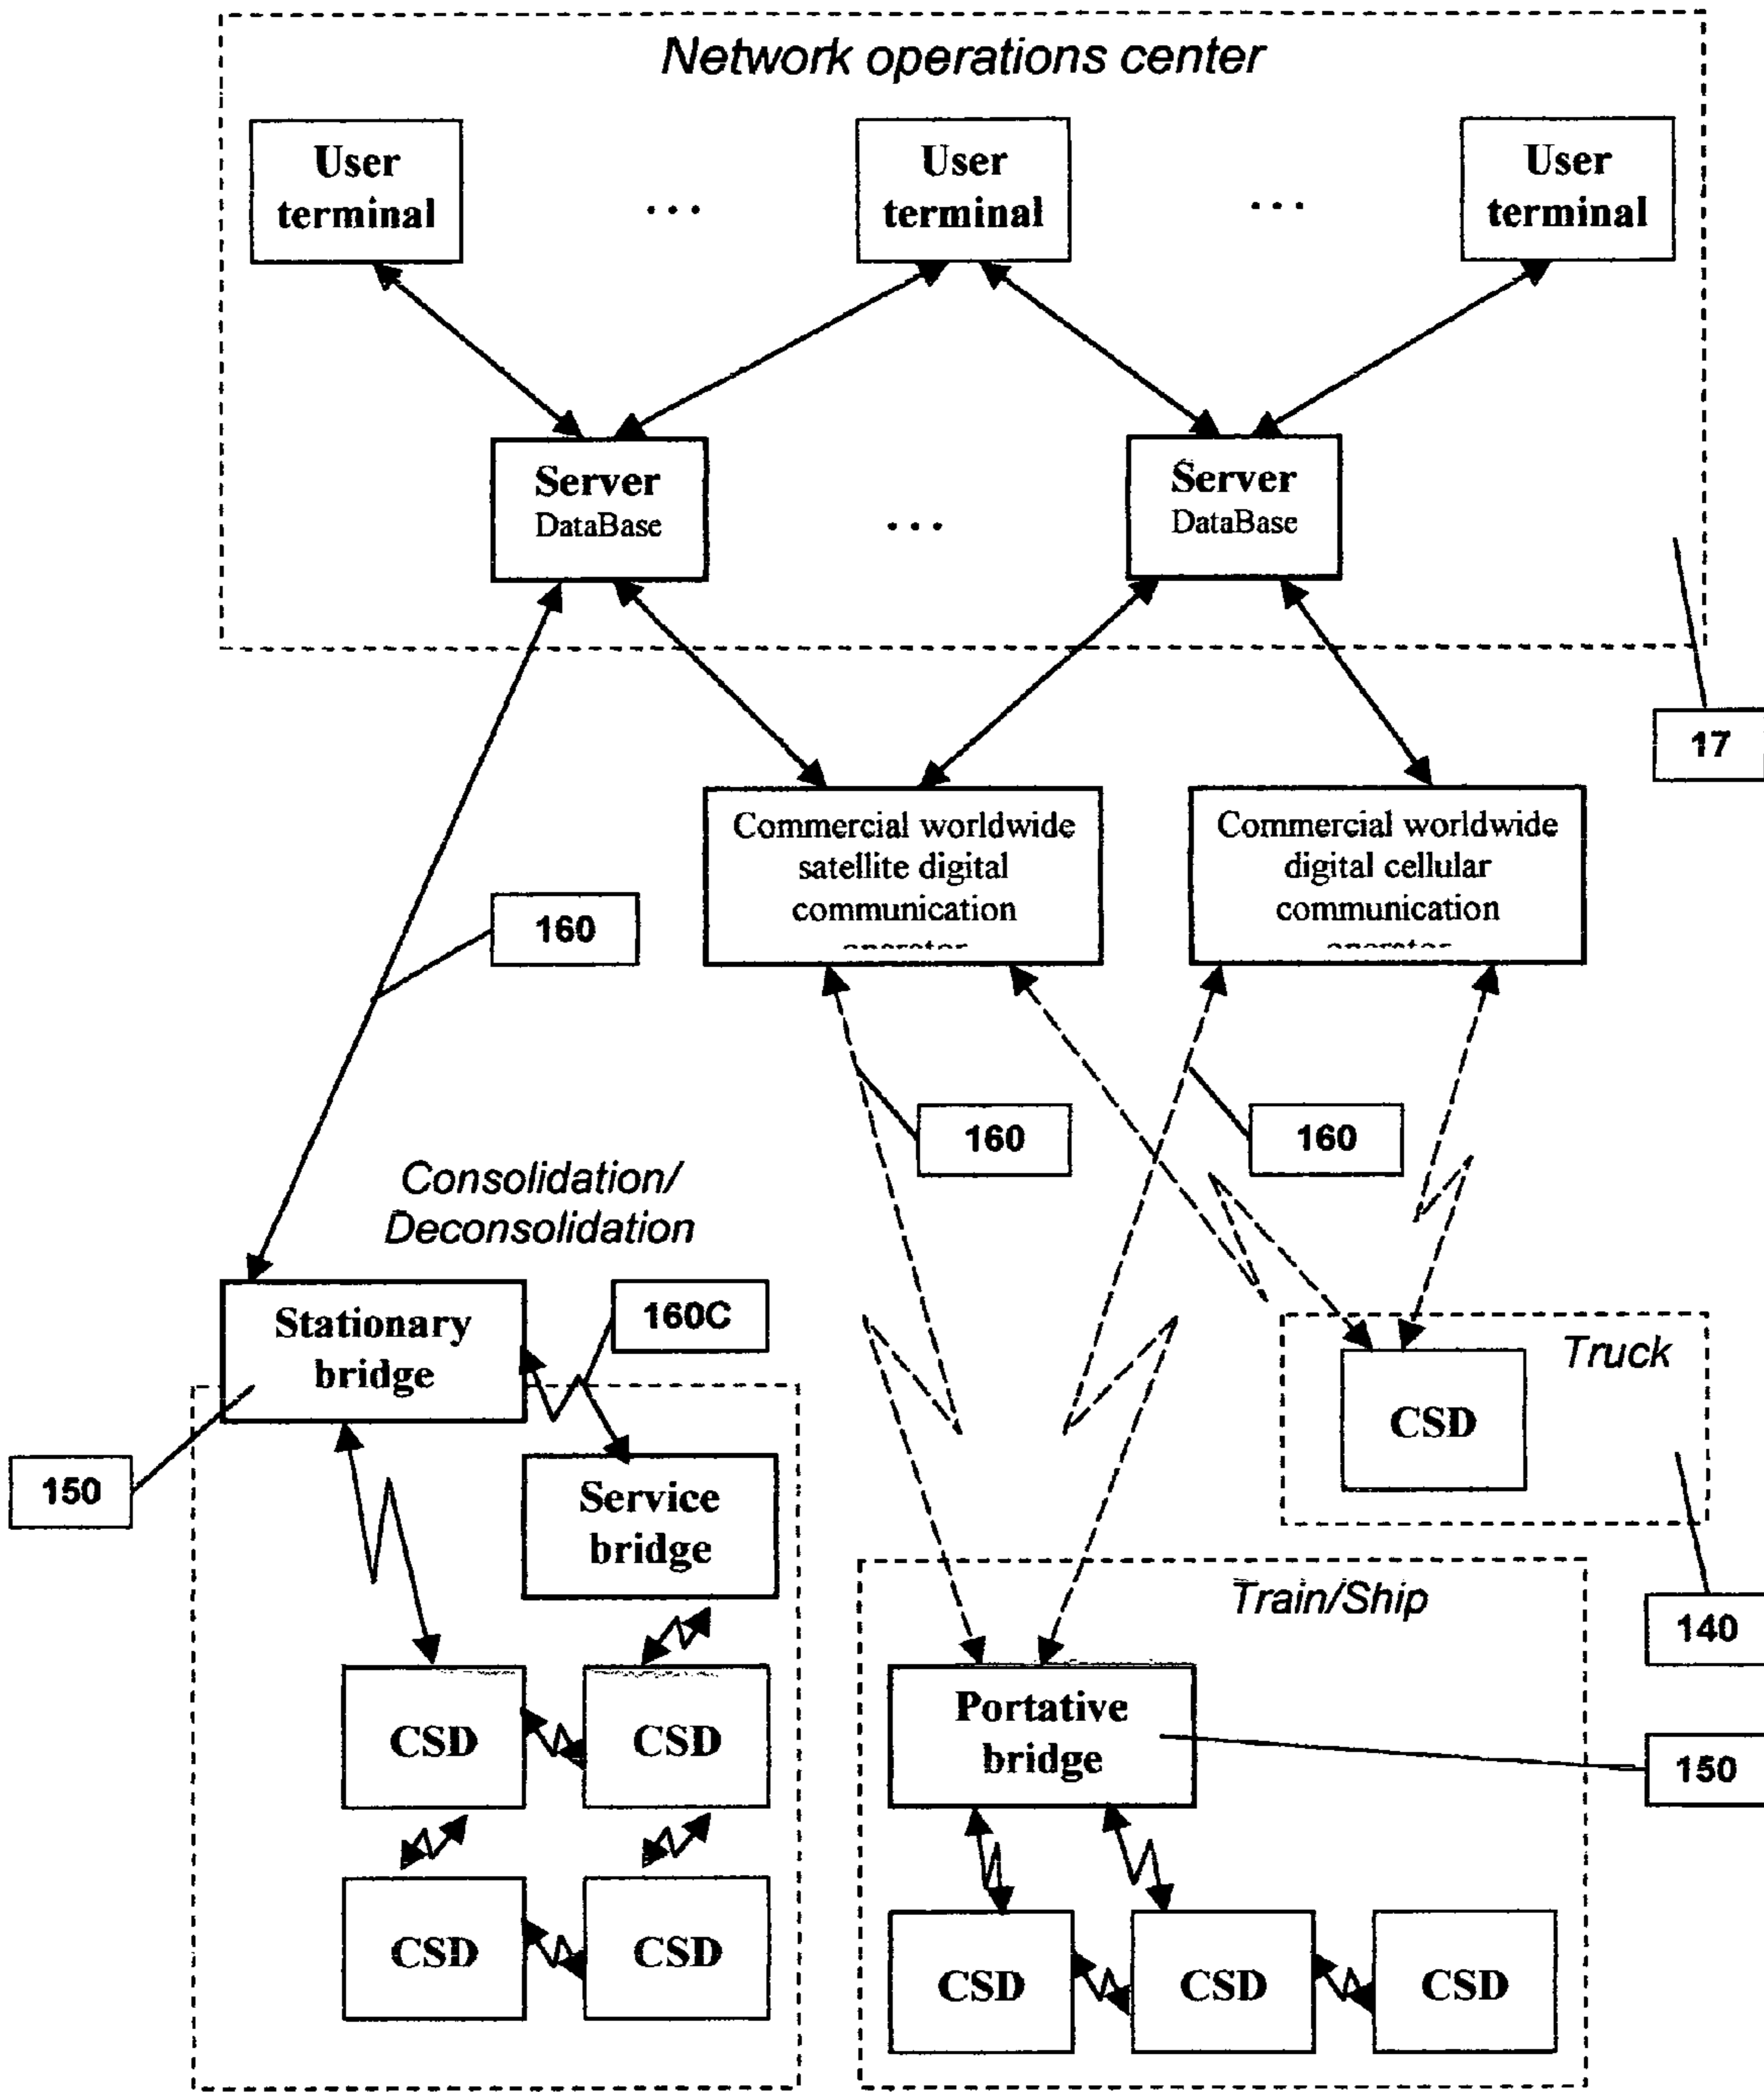 Network operations center
User
terminal
...
User
terminal
...
User
terminal
Server
DataBase
...
Server
DataBase
17
Commercial worldwide
satellite digital
communication
Commercial worldwide
digital cellular
communication
160
160
160
Consolidation/
Deconsolidation
Stationary
bridge
160C
Truck
CSD
150
Service
bridge
Train/Ship
140
CSD
CSD
Portative
bridge
150
CSD
CSD
CSD
CSD
CSD